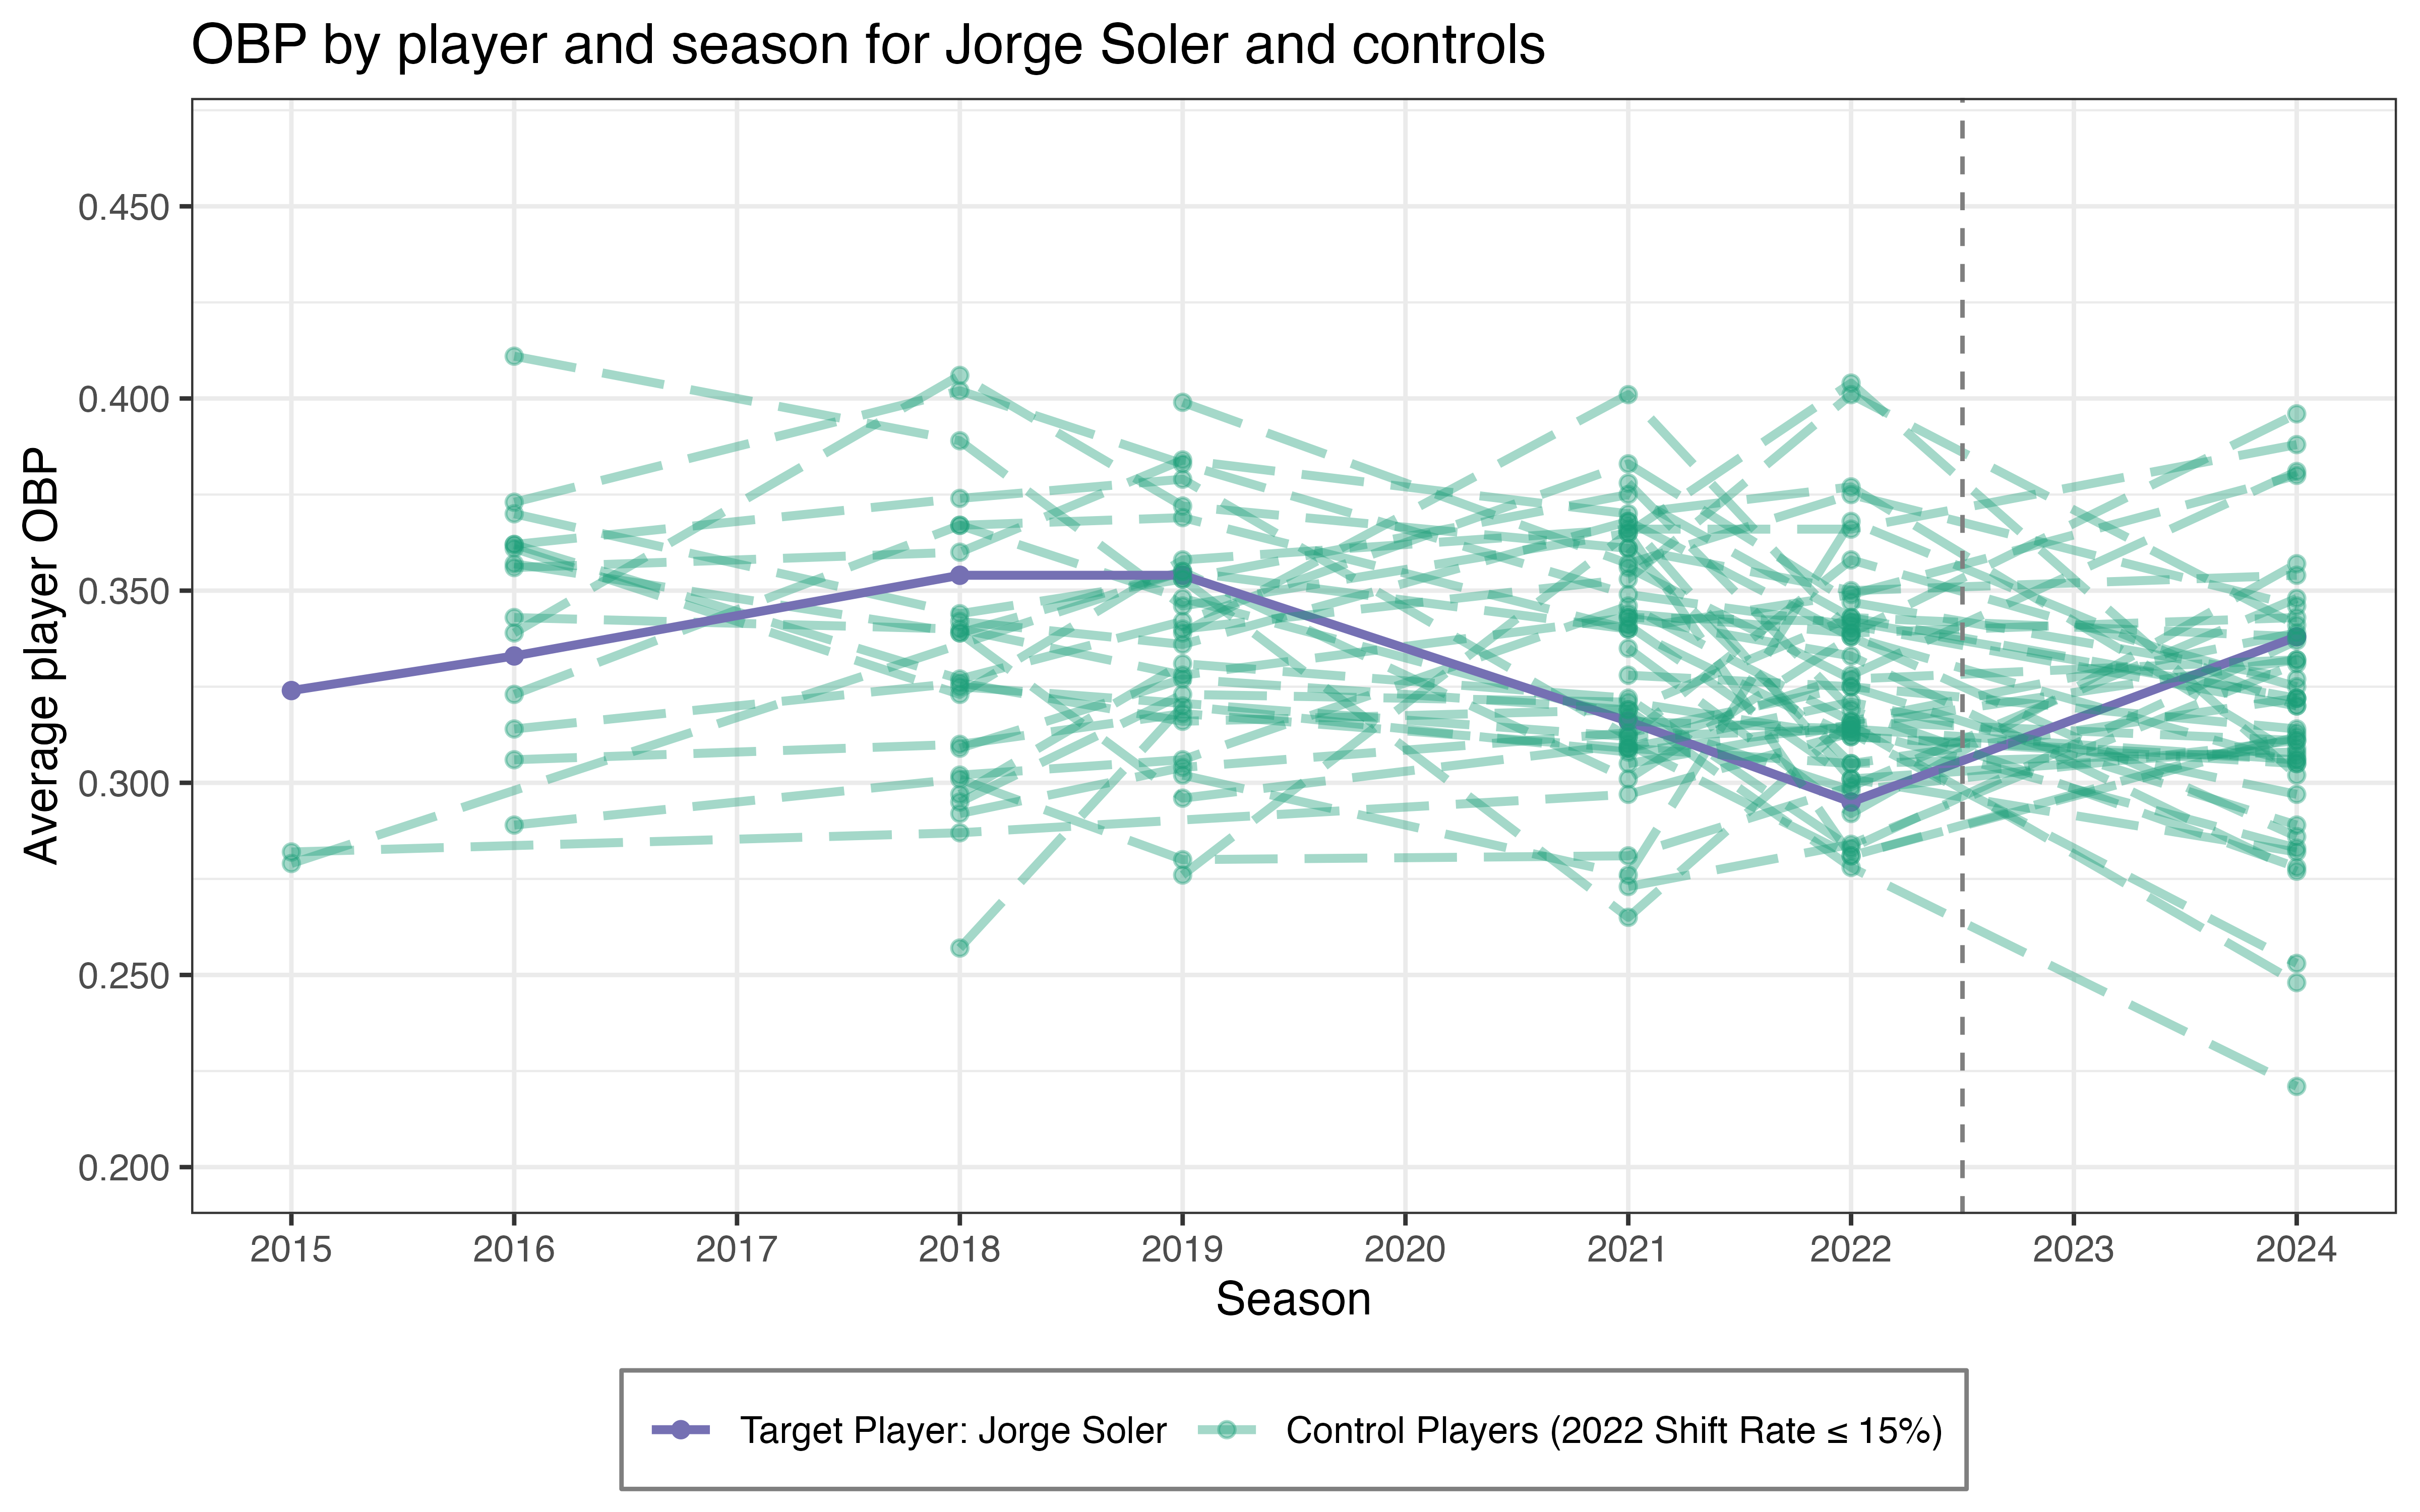 OBP by player and season for Jorge Soler and controls
Average player OBP
0.450
0.400
0.350
0.300
0.250
0.200
2015 2016 2017 2018 2019 2020 2021 2022 2023 2024
Season
Target Player: Jorge Soler Control Players (2022 Shift Rate ≤ 15%)